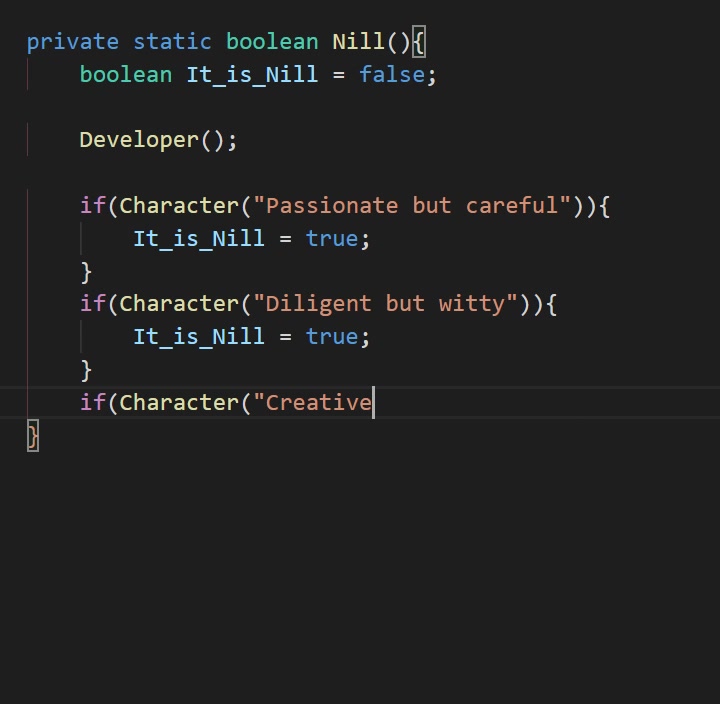 private static boolean Nill(){
    boolean It_is_Nill = false;

    Developer();

    if(Character("Passionate but careful")){
        It_is_Nill = true;
    }
    if(Character("Diligent but witty")){
        It_is_Nill = true;
    }
    if(Character("Creative
}